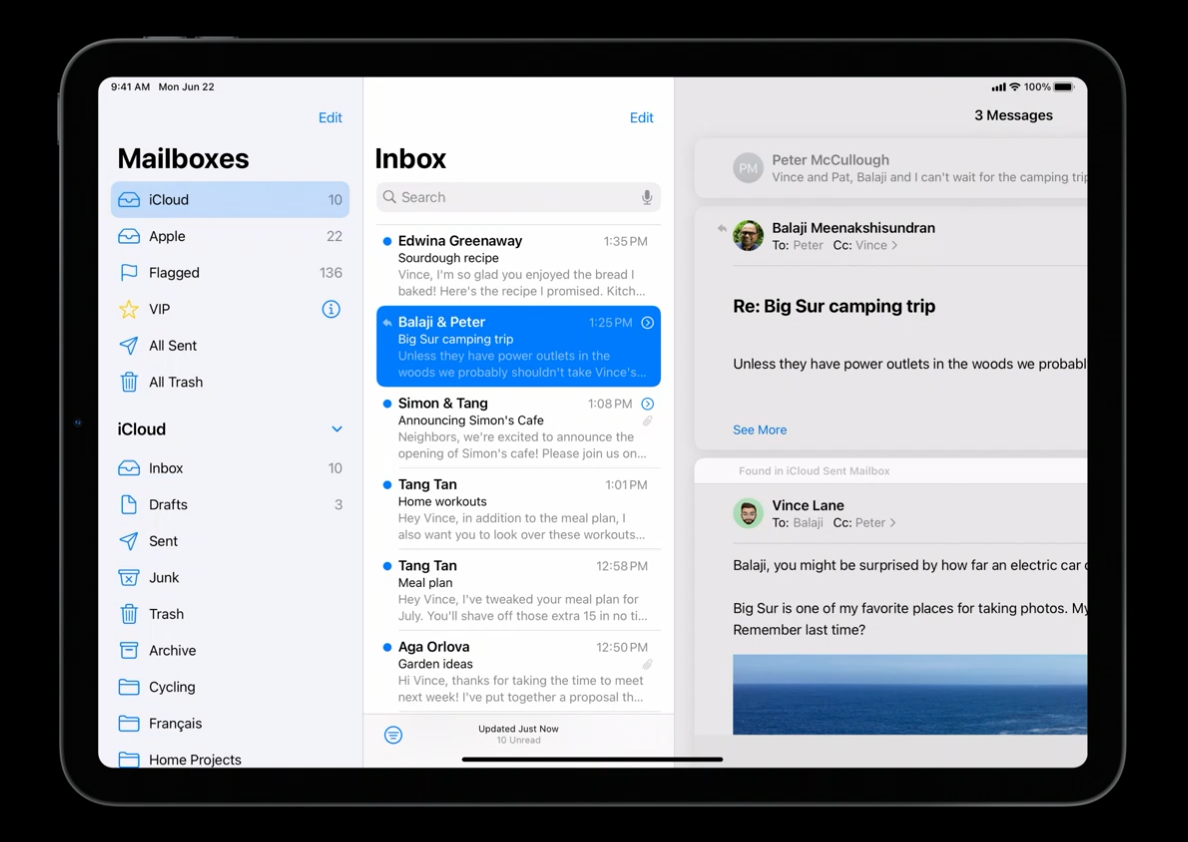 9:41 AM Mon Jun 22
100%
Edit
Mailboxes
iCloud 10
Apple 22
Flagged 136
VIP
All Sent
All Trash
iCloud
Inbox 10
Drafts 3
Sent
Junk
Trash
Archive
Cycling
Français
Home Projects
Edit
Inbox
Search
Edwina Greenaway 1:35 PM
Sourdough recipe
Vince, I'm so glad you enjoyed the bread I
baked! Here's the recipe I promised. Kitch...
Balaji & Peter 1:25 PM
Big Sur camping trip
Unless they have power outlets in the
woods we probably shouldn't take Vince's...
Simon & Tang 1:08 PM
Announcing Simon's Cafe
Neighbors, we're excited to announce the
opening of Simon's cafe! Please join us on...
Tang Tan 1:01 PM
Home workouts
Hey Vince, in addition to the meal plan, I
also want you to look over these workouts...
Tang Tan 12:58 PM
Meal plan
Hey Vince, I've tweaked your meal plan for
July. You'll shave off those extra 15 in no ti...
Aga Orlova 12:50 PM
Garden ideas
Hi Vince, thanks for taking the time to meet
next week! I've put together a proposal th...
Updated Just Now
10 Unread
3 Messages
PM
Peter McCullough
Vince and Pat, Balaji and I can't wait for the camping trip
Balaji Meenakshisundran
To: Peter Cc: Vince
Re: Big Sur camping trip
Unless they have power outlets in the woods we probabl
See More
Found in iCloud Sent Mailbox
Vince Lane
To: Balaji Cc: Peter
Balaji, you might be surprised by how far an electric car
Big Sur is one of my favorite places for taking photos. My
Remember last time?